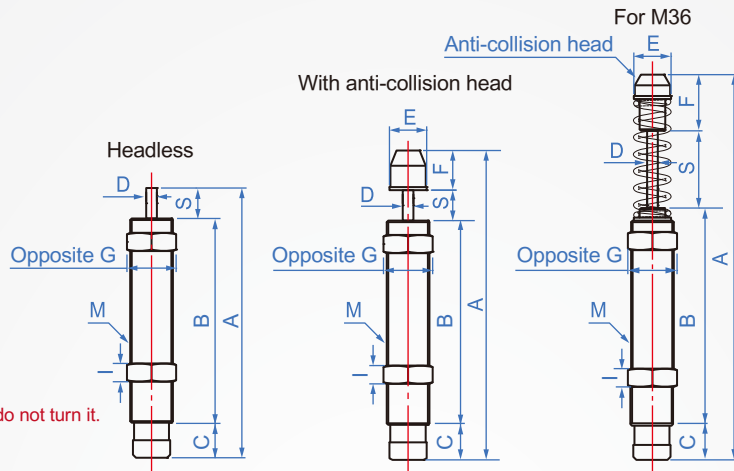 For M36
Anti-collision head
E
F
D
S
Opposite G
A
B
M
I
C
With anti-collision head
E
F
D
S
Opposite G
A
B
M
I
C
Headless
D
S
Opposite G
A
B
M
I
C
do not turn it.